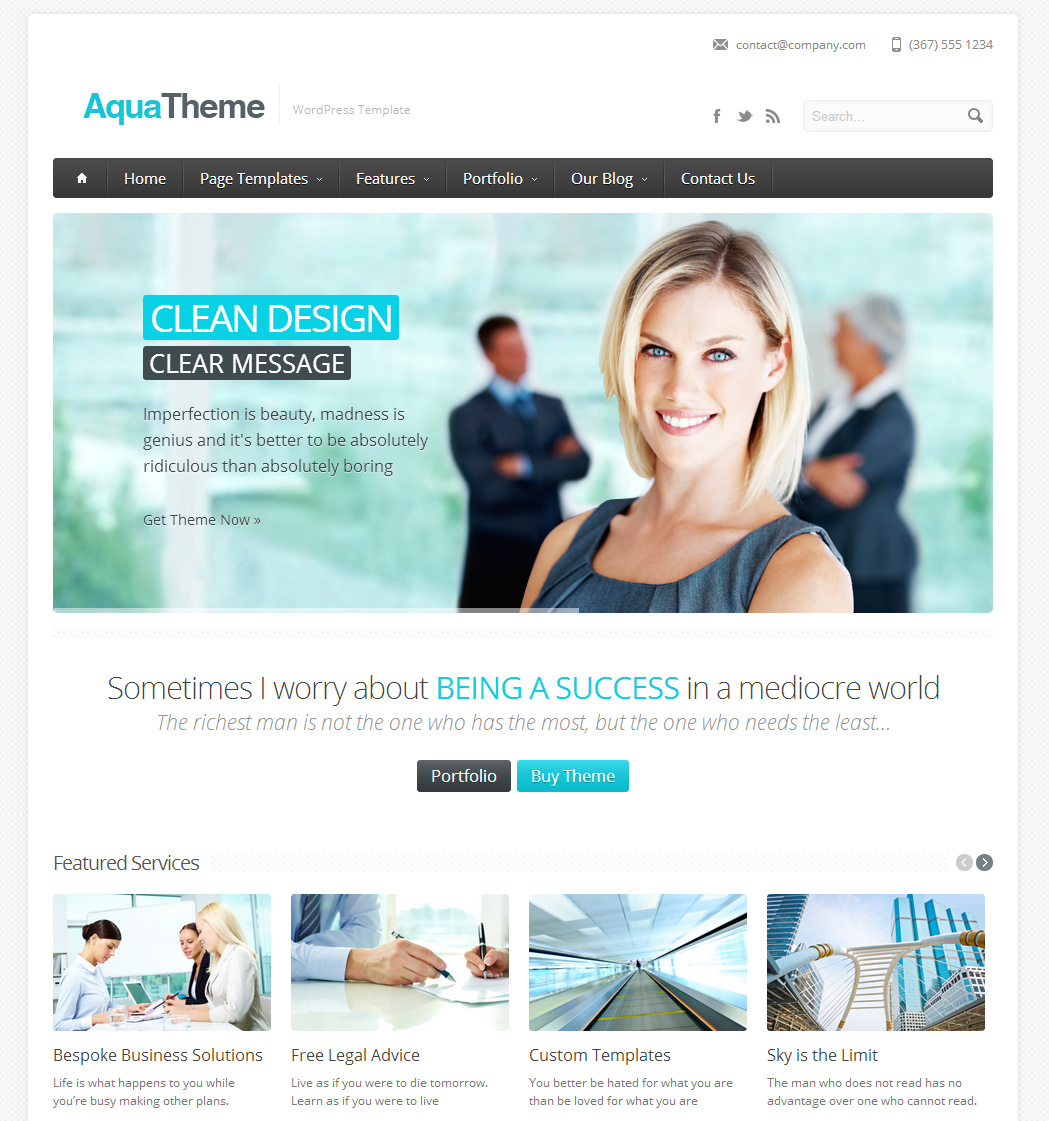 contact@company.com (367) 555 1234
AquaTheme WordPress Template
Search...
Home Page Templates Features Portfolio Our Blog Contact Us
CLEAN DESIGN
CLEAR MESSAGE
Imperfection is beauty, madness is
genius and it's better to be absolutely
ridiculous than absolutely boring
Get Theme Now »
Sometimes I worry about BEING A SUCCESS in a mediocre world
The richest man is not the one who has the most, but the one who needs the least...
Portfolio Buy Theme
Featured Services
Bespoke Business Solutions
Life is what happens to you while
you’re busy making other plans.
Free Legal Advice
Live as if you were to die tomorrow.
Learn as if you were to live
Custom Templates
You better be hated for what you are
than be loved for what you are
Sky is the Limit
The man who does not read has no
advantage over one who cannot read.